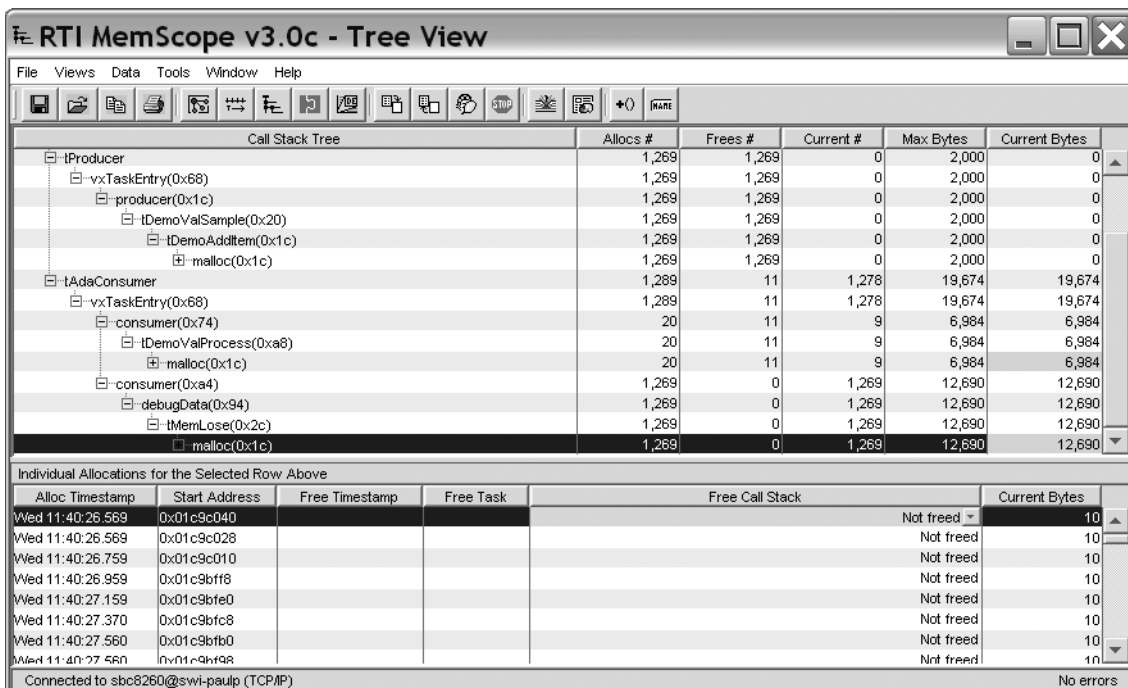 RTI MemScope v3.0c - Tree View
File Views Data Tools Window Help
STOP +() NAME
Call Stack Tree Allocs # Frees # Current # Max Bytes Current Bytes
tProducer 1,269 1,269 0 2,000 0
vxTaskEntry(0x68) 1,269 1,269 0 2,000 0
producer(0x1c) 1,269 1,269 0 2,000 0
tDemoValSample(0x20) 1,269 1,269 0 2,000 0
tDemoAddItem(0x1c) 1,269 1,269 0 2,000 0
malloc(0x1c) 1,269 1,269 0 2,000 0
tAdaConsumer 1,289 11 1,278 19,674 19,674
vxTaskEntry(0x68) 1,289 11 1,278 19,674 19,674
consumer(0x74) 20 11 9 6,984 6,984
tDemoValProcess(0xa8) 20 11 9 6,984 6,984
malloc(0x1c) 20 11 9 6,984 6,984
consumer(0xa4) 1,269 0 1,269 12,690 12,690
debugData(0x94) 1,269 0 1,269 12,690 12,690
tMemLose(0x2c) 1,269 0 1,269 12,690 12,690
malloc(0x1c) 1,269 0 1,269 12,690 12,690
Individual Allocations for the Selected Row Above
Alloc Timestamp Start Address Free Timestamp Free Task Free Call Stack Current Bytes
Wed 11:40:26.569 0x01c9c040 Not freed 10
Wed 11:40:26.569 0x01c9c028 Not freed 10
Wed 11:40:26.759 0x01c9c010 Not freed 10
Wed 11:40:26.959 0x01c9bff8 Not freed 10
Wed 11:40:27.159 0x01c9bfe0 Not freed 10
Wed 11:40:27.370 0x01c9bfc8 Not freed 10
Wed 11:40:27.560 0x01c9bfb0 Not freed 10
Wed 11:40:27.560 0x01c9bf98 Not freed 10
Connected to sbc8260@swi-paulp (TCP/IP) No errors